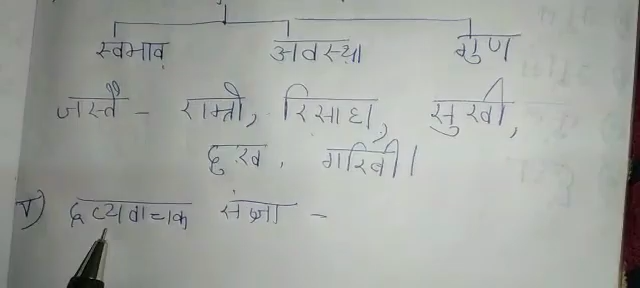 स्वभाव अवस्था गुण
जस्तै - राम्रो, रिसाहा, सुखी,
दुःख, गरिबी।
v) द्रव्यवाचक संज्ञा -